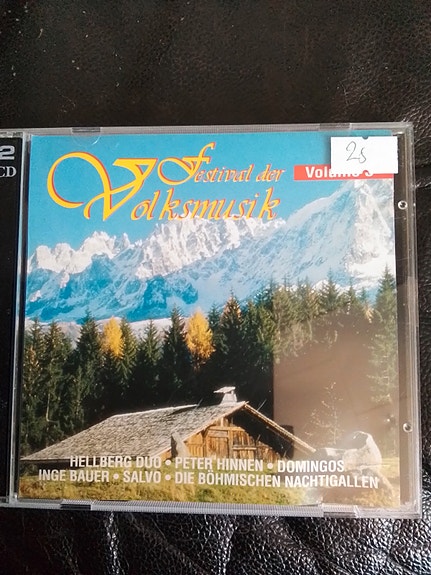 2
CD
Festival der
Volksmusik
25
HELLBERG DUO • PETER HINNEN • DOMINGOS
INGE BAUER • SALVO • DIE BÖHMISCHEN NACHTIGALLEN